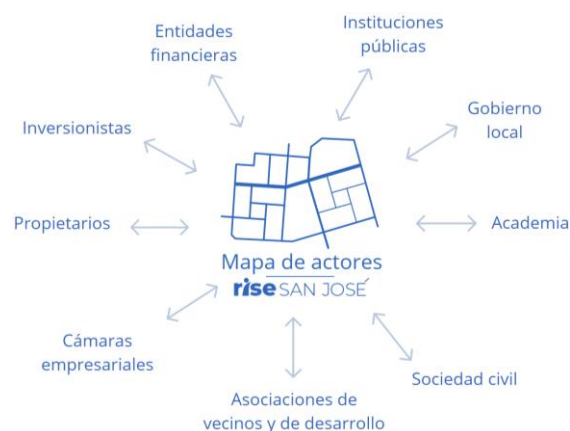 Entidades
financieras
Instituciones
públicas
Inversionistas
Gobierno
local
Propietarios
Academia
Mapa de actores
rise SAN JOSÉ
Cámaras
empresariales
Sociedad civil
Asociaciones de
vecinos y de desarrollo